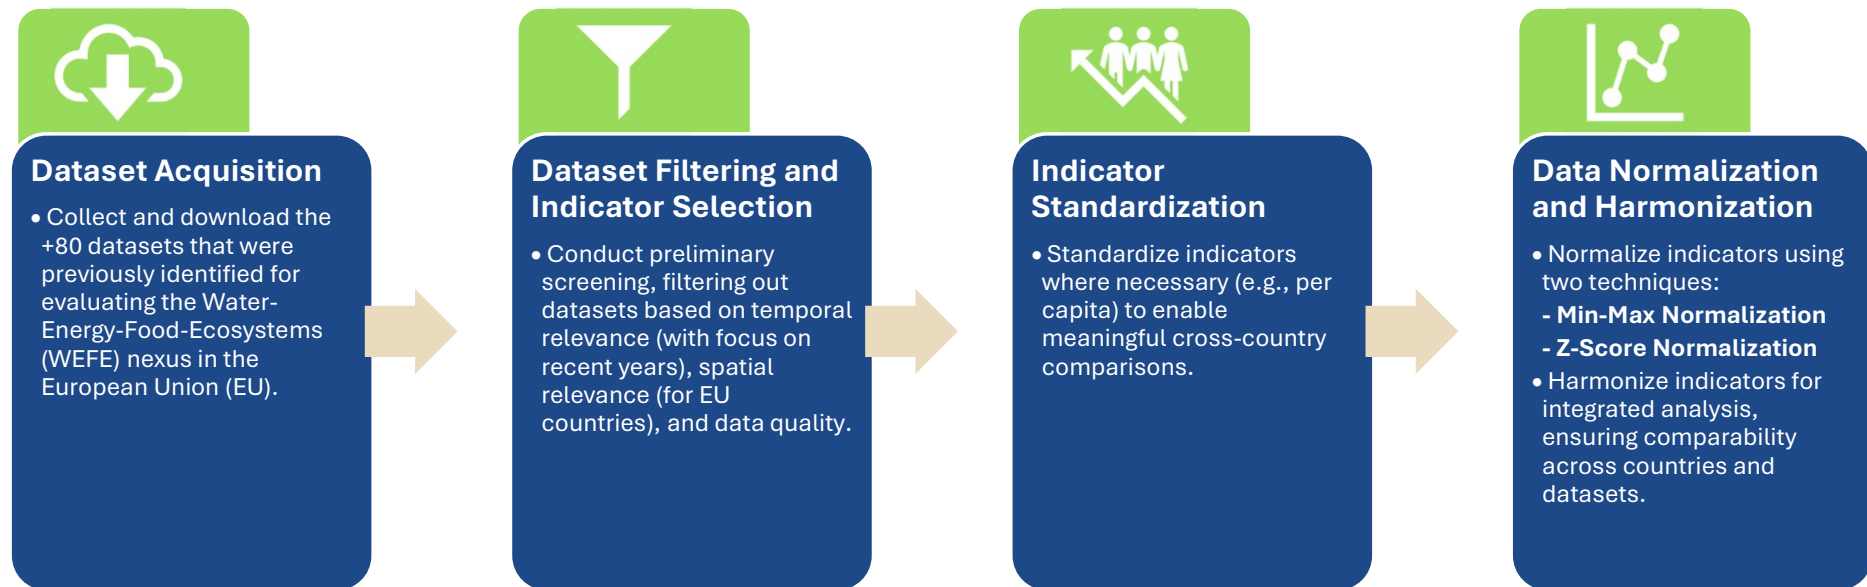 Dataset Acquisition
• Collect and download the
+80 datasets that were
previously identified for
evaluating the Water-
Energy-Food-Ecosystems
(WEFE) nexus in the
European Union (EU).
Dataset Filtering and
Indicator Selection
• Conduct preliminary
screening, filtering out
datasets based on temporal
relevance (with focus on
recent years), spatial
relevance (for EU
countries), and data quality.
Indicator
Standardization
• Standardize indicators
where necessary (e.g., per
capita) to enable
meaningful cross-country
comparisons.
Data Normalization
and Harmonization
• Normalize indicators using
two techniques:
- Min-Max Normalization
- Z-Score Normalization
• Harmonize indicators for
integrated analysis,
ensuring comparability
across countries and
datasets.